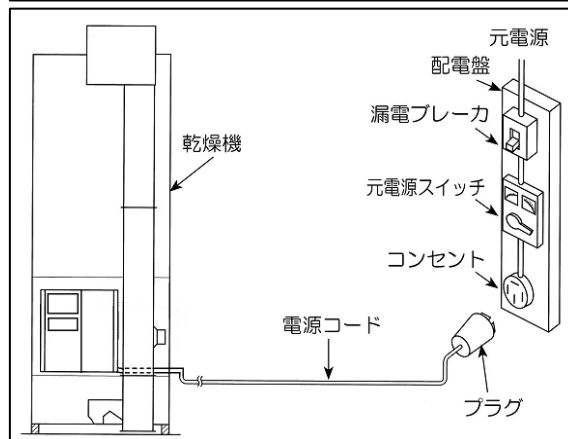 元電源
配電盤
漏電ブレーカ
乾燥機
元電源スイッチ
コンセント
電源コード
プラグ